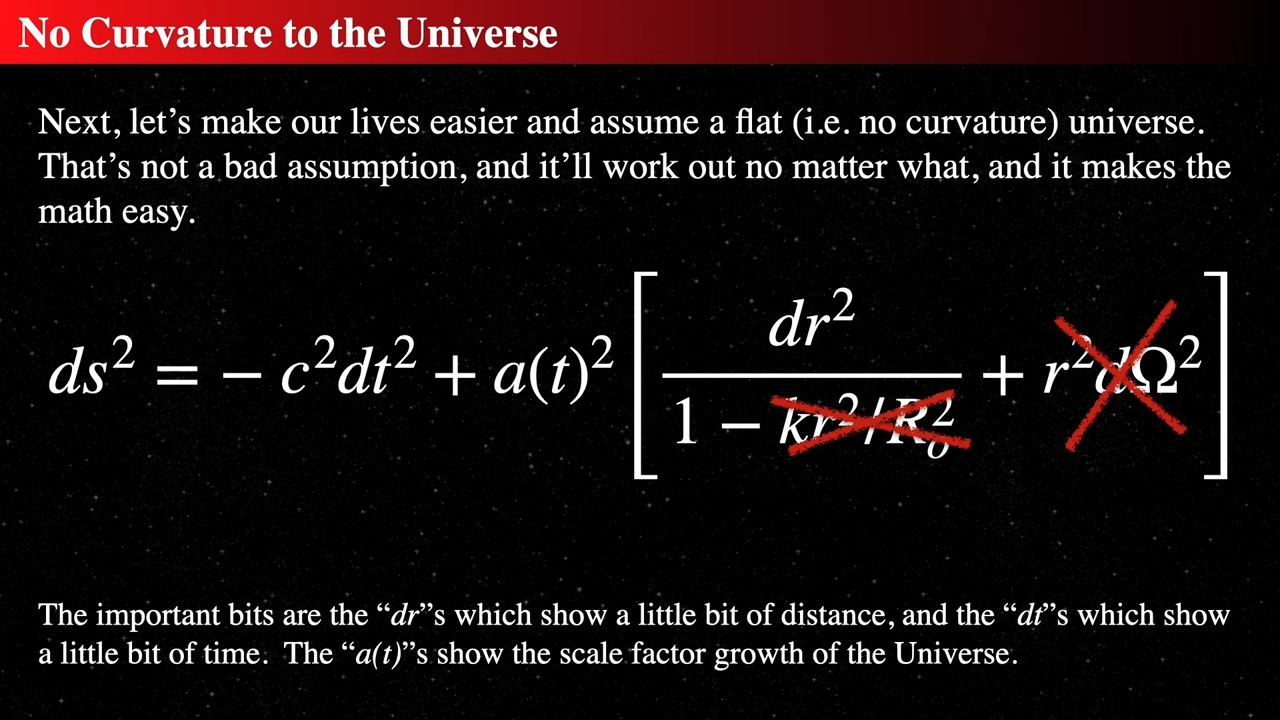 No Curvature to the Universe
Next, let’s make our lives easier and assume a flat (i.e. no curvature) universe.
That’s not a bad assumption, and it’ll work out no matter what, and it makes the
math easy.
ds² = − c²dt² + a(t)² [ dr² / (1 − kr²/R₀²) + r²dΩ² ]
The important bits are the “dr”s which show a little bit of distance, and the “dt”s which show
a little bit of time.  The “a(t)”s show the scale factor growth of the Universe.